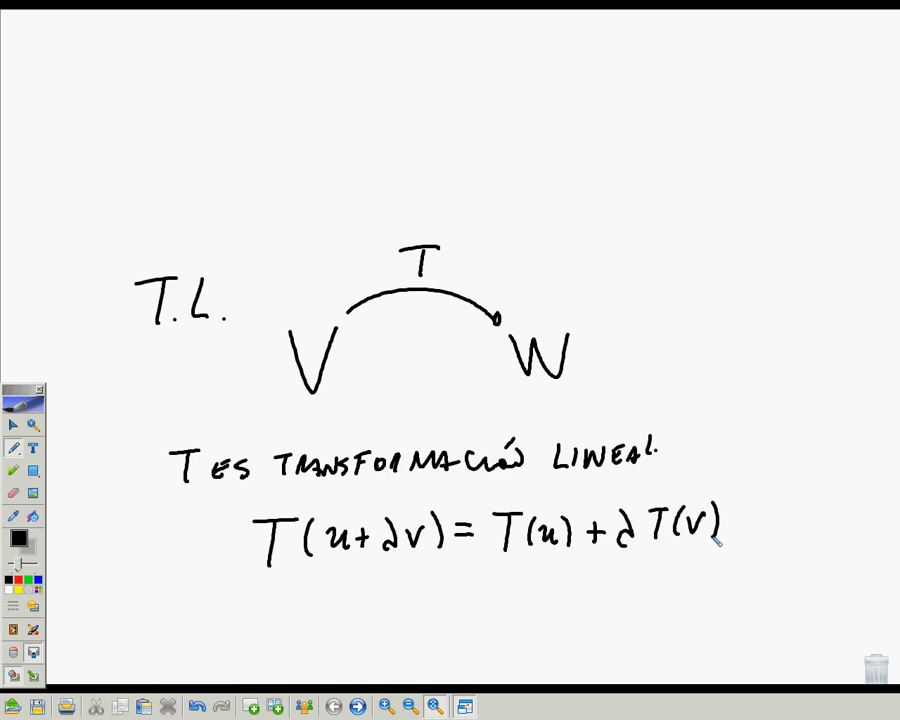 T
T.L.
V W
T ES TRANSFORMACIÓN LINEAL.
T(u+λv) = T(u) + λT(v)